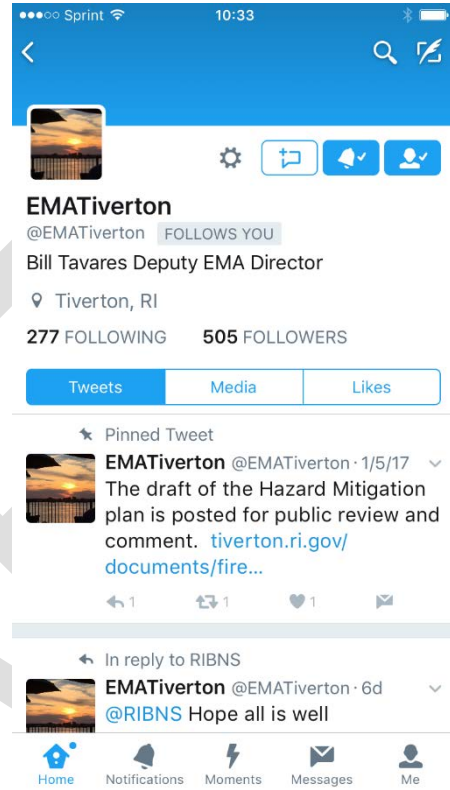 Sprint 10:33
EMATiverton
@EMATiverton FOLLOWS YOU
Bill Tavares Deputy EMA Director
Tiverton, RI
277 FOLLOWING 505 FOLLOWERS
Tweets Media Likes
Pinned Tweet
EMATiverton @EMATiverton · 1/5/17
The draft of the Hazard Mitigation
plan is posted for public review and
comment. tiverton.ri.gov/
documents/fire...
1 1 1
In reply to RIBNS
EMATiverton @EMATiverton · 6d
@RIBNS Hope all is well
Home Notifications Moments Messages Me